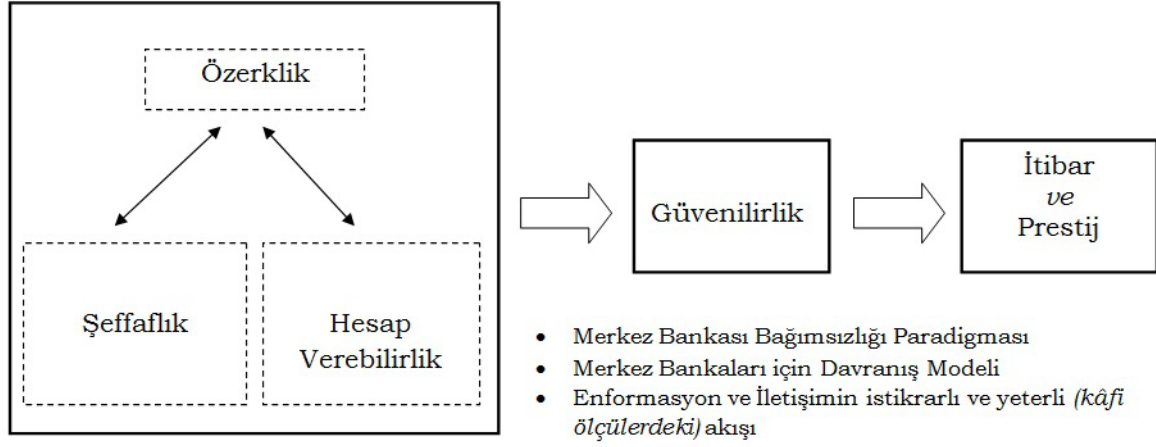 Özerklik
Şeffaflık
Hesap
Verebilirlik
Güvenilirlik
İtibar
ve
Prestij
• Merkez Bankası Bağımsızlığı Paradigması
• Merkez Bankaları için Davranış Modeli
• Enformasyon ve İletişimin istikrarlı ve yeterli (kâfi
ölçülerdeki) akışı